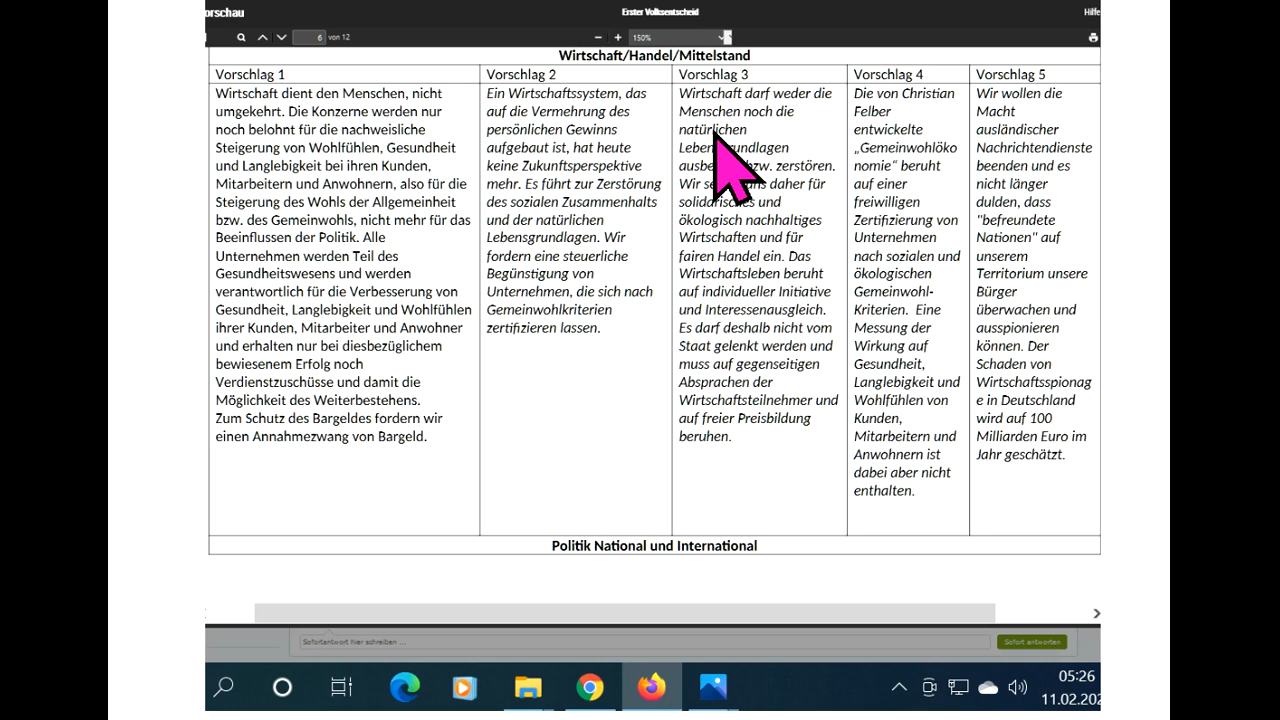 orschau
Erster Volksentscheid
Hilfe
6 von 12
150%
Wirtschaft/Handel/Mittelstand
Vorschlag 1
Wirtschaft dient den Menschen, nicht
umgekehrt. Die Konzerne werden nur
noch belohnt für die nachweisliche
Steigerung von Wohlfühlen, Gesundheit
und Langlebigkeit bei ihren Kunden,
Mitarbeitern und Anwohnern, also für die
Steigerung des Wohls der Allgemeinheit
bzw. des Gemeinwohls, nicht mehr für das
Beeinflussen der Politik. Alle
Unternehmen werden Teil des
Gesundheitswesens und werden
verantwortlich für die Verbesserung von
Gesundheit, Langlebigkeit und Wohlfühlen
ihrer Kunden, Mitarbeiter und Anwohner
und erhalten nur bei diesbezüglichem
bewiesenem Erfolg noch
Verdienstzuschüsse und damit die
Möglichkeit des Weiterbestehens.
Zum Schutz des Bargeldes fordern wir
einen Annahmezwang von Bargeld.
Vorschlag 2
Ein Wirtschaftssystem, das
auf die Vermehrung des
persönlichen Gewinns
aufgebaut ist, hat heute
keine Zukunftsperspektive
mehr. Es führt zur Zerstörung
des sozialen Zusammenhalts
und der natürlichen
Lebensgrundlagen. Wir
fordern eine steuerliche
Begünstigung von
Unternehmen, die sich nach
Gemeinwohlkriterien
zertifizieren lassen.
Vorschlag 3
Wirtschaft darf weder die
Menschen noch die
natürlichen
Lebensgrundlagen
bzw. zerstören.
Wir daher für
solidarisches und
ökologisch nachhaltiges
Wirtschaften und für
fairen Handel ein. Das
Wirtschaftsleben beruht
auf individueller Initiative
und Interessenausgleich.
Es darf deshalb nicht vom
Staat gelenkt werden und
muss auf gegenseitigen
Absprachen der
Wirtschaftsteilnehmer und
auf freier Preisbildung
beruhen.
Vorschlag 4
Die von Christian
Felber
entwickelte
„Gemeinwohlöko
nomie“ beruht
auf einer
freiwilligen
Zertifizierung von
Unternehmen
nach sozialen und
ökologischen
Gemeinwohl-
Kriterien. Eine
Messung der
Wirkung auf
Gesundheit,
Langlebigkeit und
Wohlfühlen von
Kunden,
Mitarbeitern und
Anwohnern ist
dabei aber nicht
enthalten.
Vorschlag 5
Wir wollen die
Macht
ausländischer
Nachrichtendienste
beenden und es
nicht länger
dulden, dass
"befreundete
Nationen" auf
unserem
Territorium unsere
Bürger
überwachen und
ausspionieren
können. Der
Schaden von
Wirtschaftsspionag
e in Deutschland
wird auf 100
Milliarden Euro im
Jahr geschätzt.
Politik National und International
Sofortantwort hier schreiben ...
Sofort antworten
05:26
11.02.202